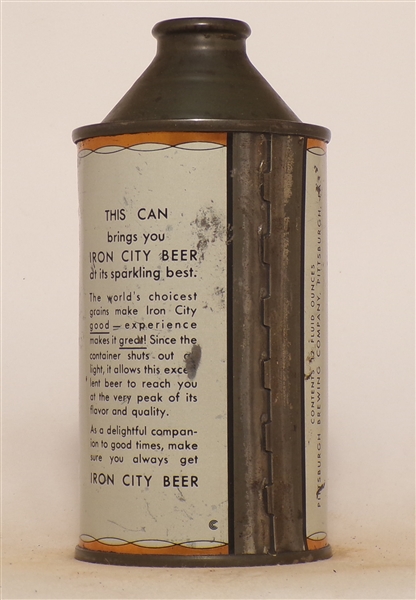 THIS CAN
brings you
IRON CITY BEER
at its sparkling best.
The world's choicest
grains make Iron City
good — experience
makes it great! Since the
container shuts out
light, it allows this excel
lent beer to reach you
at the very peak of its
flavor and quality.
As a delightful compan-
ion to good times, make
sure you always get
IRON CITY BEER
CONTENTS 12 FLUID OUNCES
PITTSBURGH BREWING COMPANY, PITTSBURGH,